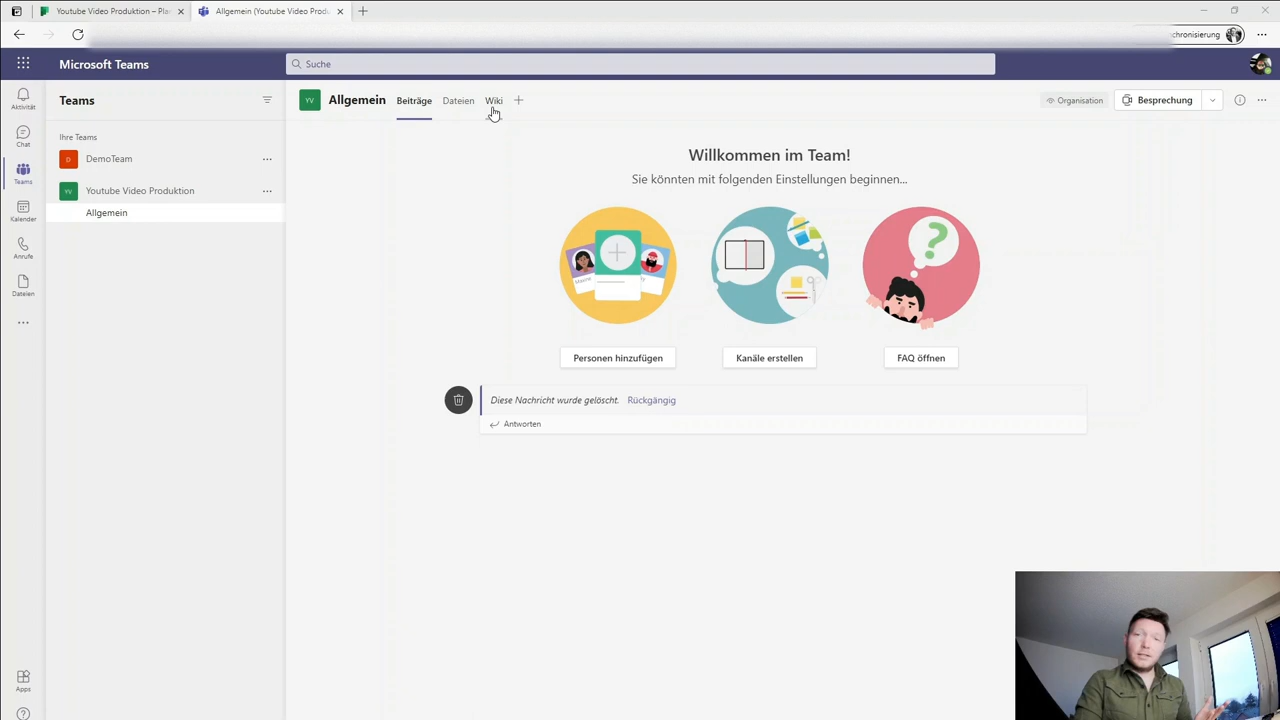 Youtube Video Produktion – Pla
Allgemein (Youtube Video Produ
chronisierung
Microsoft Teams
Suche
Aktivität
Chat
Teams
Kalender
Anrufe
Dateien
Apps
Teams
Ihre Teams
D DemoTeam
YV Youtube Video Produktion
Allgemein
YV Allgemein Beiträge Dateien Wiki
Organisation Besprechung
Willkommen im Team!
Sie könnten mit folgenden Einstellungen beginnen...
Personen hinzufügen Kanäle erstellen FAQ öffnen
Diese Nachricht wurde gelöscht. Rückgängig
Antworten